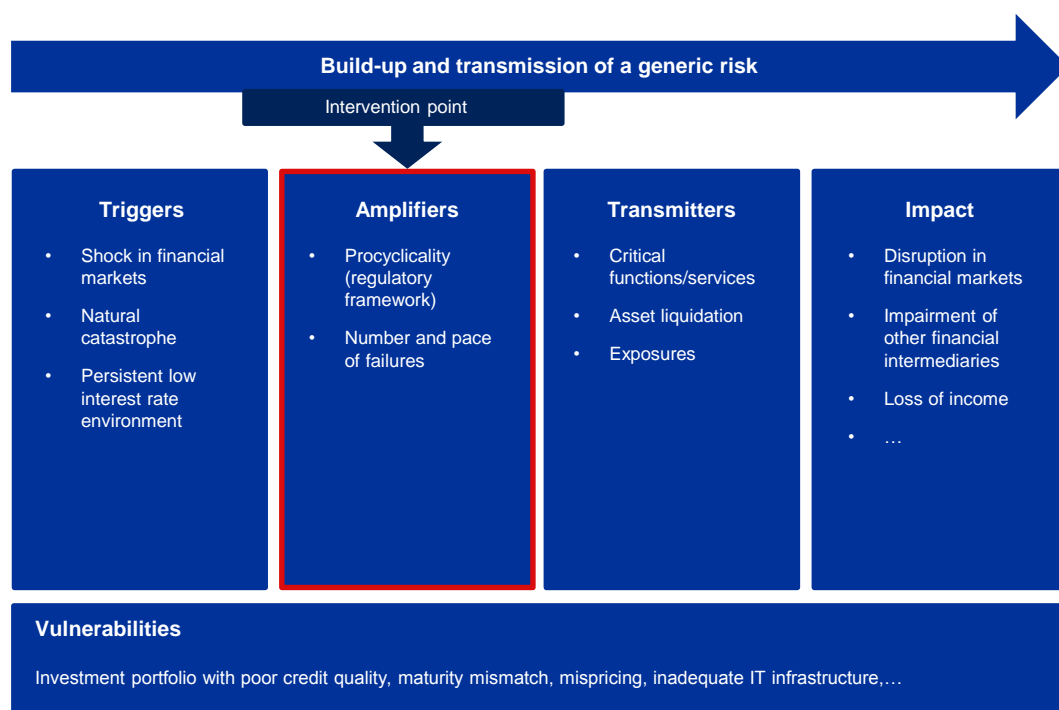 Build-up and transmission of a generic risk
Intervention point
Triggers
• Shock in financial
markets
• Natural
catastrophe
• Persistent low
interest rate
environment
Amplifiers
• Procyclicality
(regulatory
framework)
• Number and pace
of failures
Transmitters
• Critical
functions/services
• Asset liquidation
• Exposures
Impact
• Disruption in
financial markets
• Impairment of
other financial
intermediaries
• Loss of income
• …
Vulnerabilities
Investment portfolio with poor credit quality, maturity mismatch, mispricing, inadequate IT infrastructure,…